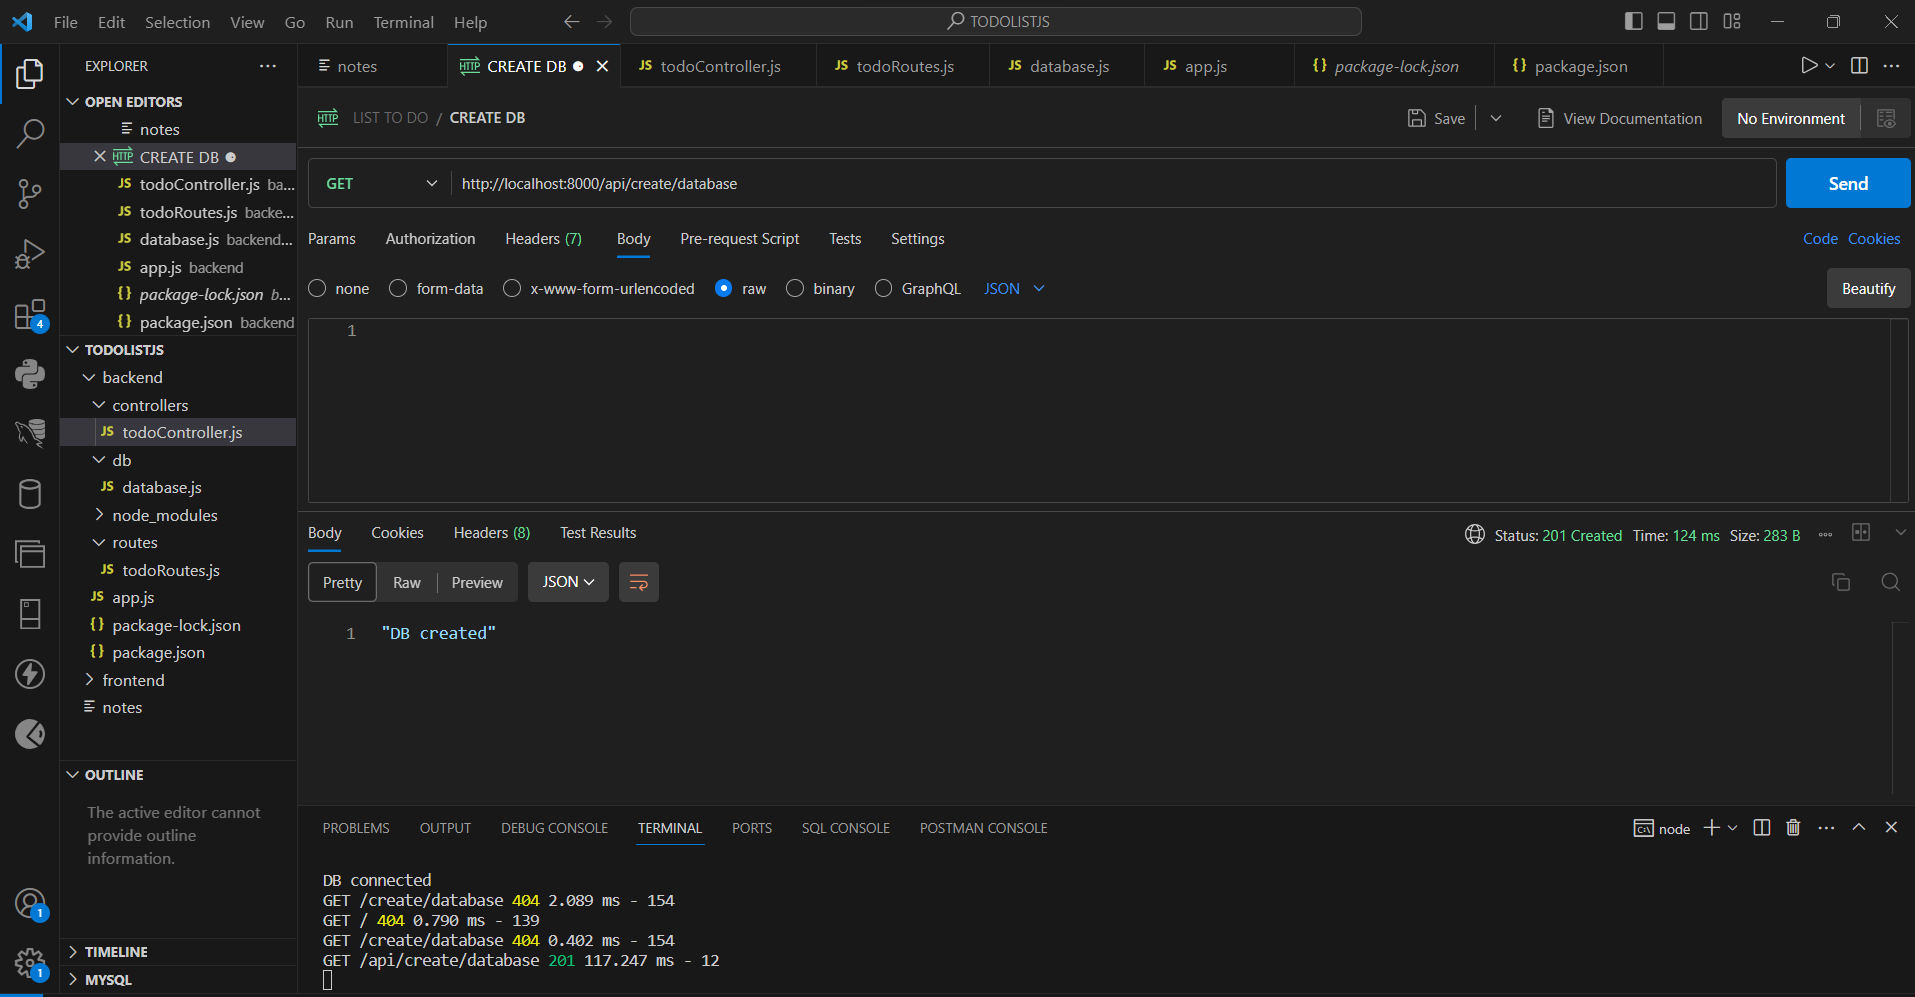 File Edit Selection View Go Run Terminal Help TODOLISTJS
EXPLORER
notes
HTTP CREATE DB
JS todoController.js
JS todoRoutes.js
JS database.js
JS app.js
{} package-lock.json
{} package.json
OPEN EDITORS
notes
HTTP CREATE DB
JS todoController.js ba...
JS todoRoutes.js backe...
JS database.js backend...
JS app.js backend
{} package-lock.json b...
{} package.json backend
TODOLISTJS
backend
controllers
JS todoController.js
db
JS database.js
node_modules
routes
JS todoRoutes.js
JS app.js
{} package-lock.json
{} package.json
frontend
notes
OUTLINE
The active editor cannot
provide outline
information.
TIMELINE
MYSQL
4
1
1
HTTP LIST TO DO / CREATE DB
Save View Documentation No Environment
GET http://localhost:8000/api/create/database Send
Params Authorization Headers (7) Body Pre-request Script Tests Settings Code Cookies
none form-data x-www-form-urlencoded raw binary GraphQL JSON Beautify
1
Body Cookies Headers (8) Test Results Status: 201 Created Time: 124 ms Size: 283 B
Pretty Raw Preview JSON
1 "DB created"
PROBLEMS OUTPUT DEBUG CONSOLE TERMINAL PORTS SQL CONSOLE POSTMAN CONSOLE node
DB connected
GET /create/database 404 2.089 ms - 154
GET / 404 0.790 ms - 139
GET /create/database 404 0.402 ms - 154
GET /api/create/database 201 117.247 ms - 12